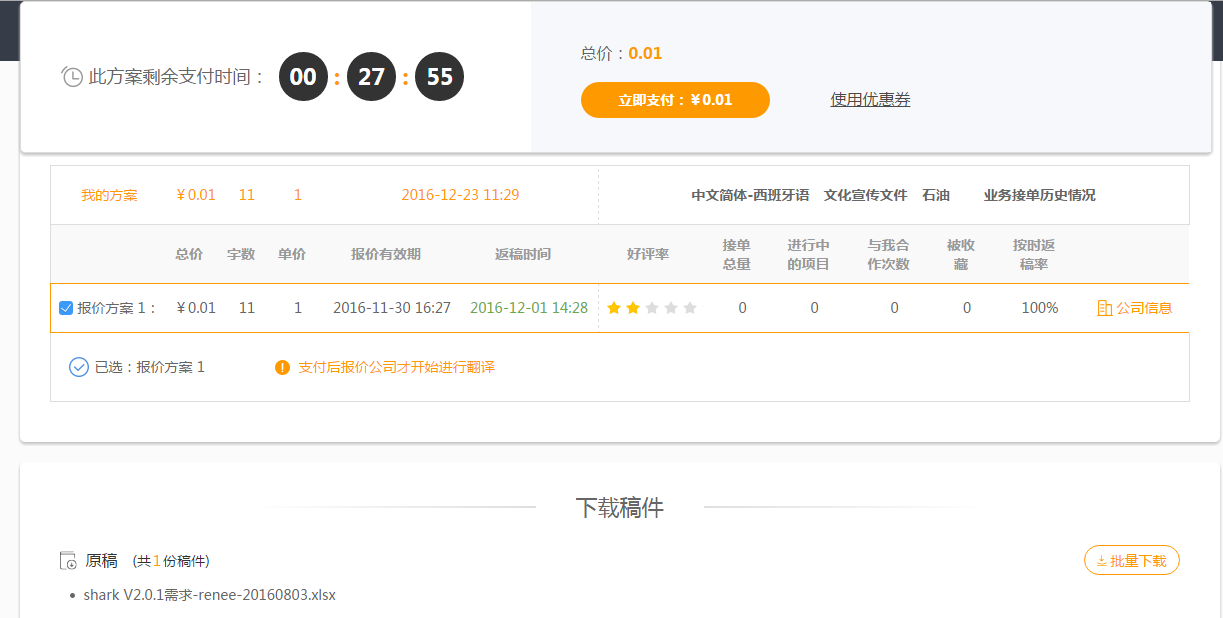 此方案剩余支付时间： 00 : 27 : 55
总价：0.01
立即支付：￥0.01 使用优惠券
我的方案 ￥0.01 11 1 2016-12-23 11:29 中文简体-西班牙语 文化宣传文件 石油 业务接单历史情况
总价 字数 单价 报价有效期 返稿时间 好评率 接单总量 进行中的项目 与我合作次数 被收藏 按时返稿率
报价方案 1： ￥0.01 11 1 2016-11-30 16:27 2016-12-01 14:28 0 0 0 0 100% 公司信息
已选：报价方案 1 支付后报价公司才开始进行翻译
下载稿件
原稿 (共1份稿件) 批量下载
shark V2.0.1需求-renee-20160803.xlsx